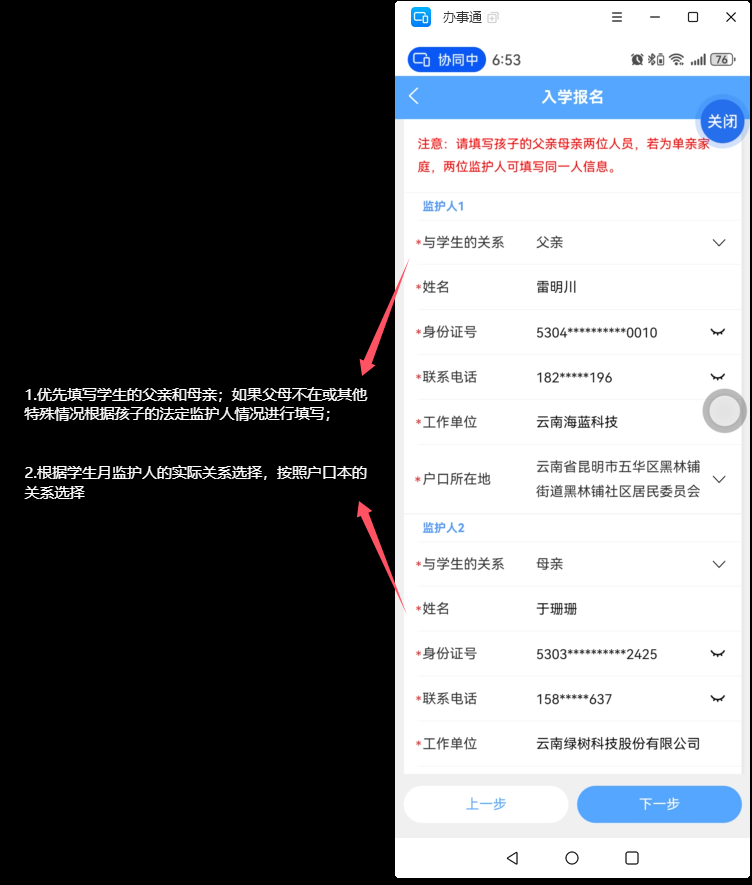 办事通
协同中 6:53 76
入学报名
关闭
注意：请填写孩子的父亲母亲两位人员，若为单亲家
庭，两位监护人可填写同一人信息。
监护人1
*与学生的关系 父亲
*姓名 雷明川
*身份证号 5304**********0010
*联系电话 182*****196
*工作单位 云南海蓝科技
*户口所在地 云南省昆明市五华区黑林铺
街道黑林铺社区居民委员会
监护人2
*与学生的关系 母亲
*姓名 于珊珊
*身份证号 5303**********2425
*联系电话 158*****637
*工作单位 云南绿树科技股份有限公司
上一步 下一步
1.优先填写学生的父亲和母亲；如果父母不在或其他
特殊情况根据孩子的法定监护人情况进行填写；
2.根据学生月监护人的实际关系选择，按照户口本的
关系选择